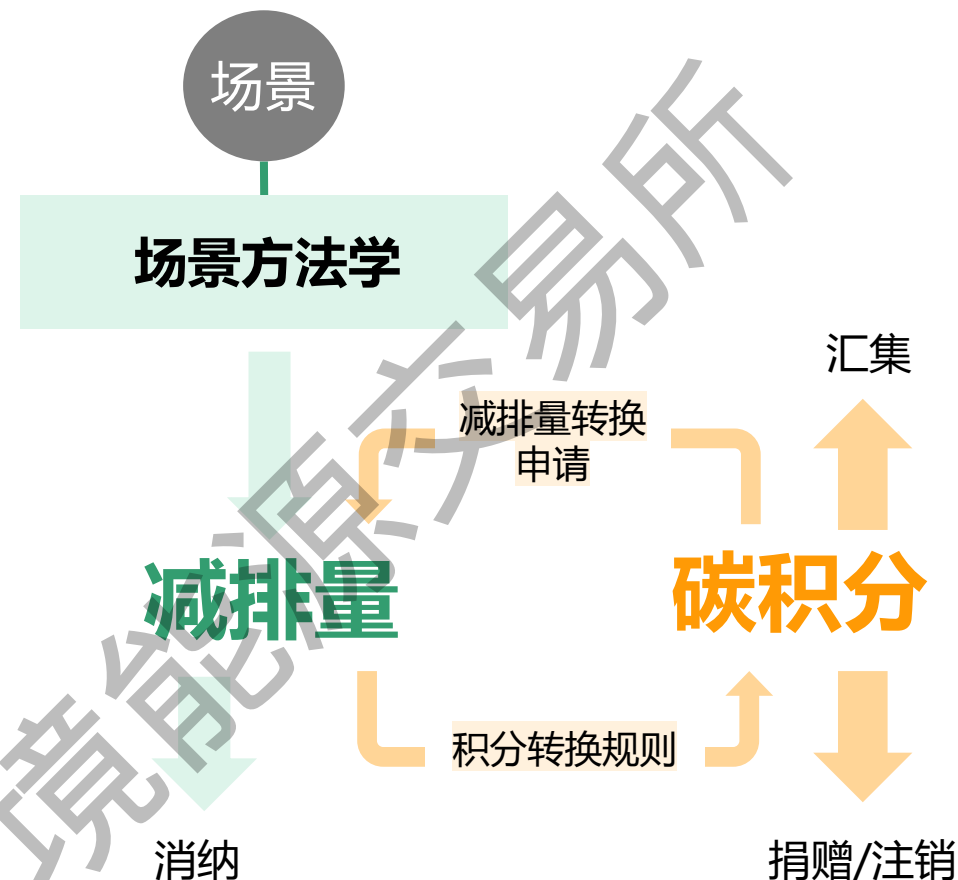 场景
场景方法学
汇集
减排量转换
申请
减排量
碳积分
积分转换规则
消纳
捐赠/注销
境能源交易所